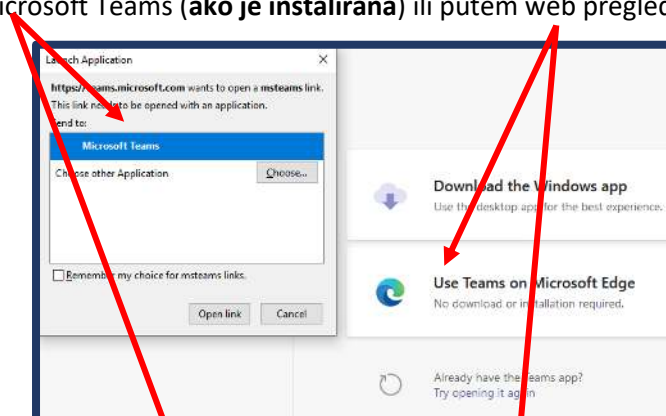 icrosoft Teams (ako je instalirana) ili putem web pregled
Launch Application
https://teams.microsoft.com wants to open a msteams link.
This link needs to be opened with an application.
Send to:
Microsoft Teams
Choose other Application
Choose...
Remember my choice for msteams links.
Open link
Cancel
Download the Windows app
Use the desktop app for the best experience.
Use Teams on Microsoft Edge
No download or installation required.
Already have the Teams app?
Try opening it again